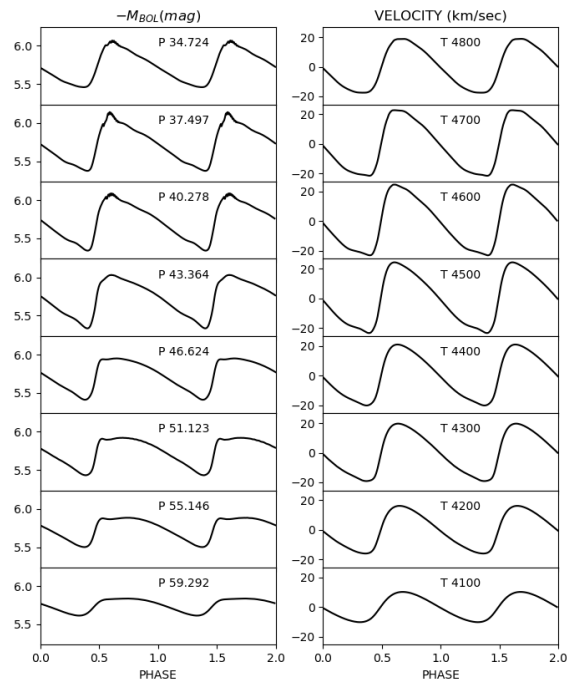 −M_BOL(mag)
VELOCITY (km/sec)
P 34.724
6.0
5.5
T 4800
20
0
−20
P 37.497
6.0
5.5
T 4700
20
0
−20
P 40.278
6.0
5.5
T 4600
20
0
−20
P 43.364
6.0
5.5
T 4500
20
0
−20
P 46.624
6.0
5.5
T 4400
20
0
−20
P 51.123
6.0
5.5
T 4300
20
0
−20
P 55.146
6.0
5.5
T 4200
20
0
−20
P 59.292
6.0
5.5
T 4100
20
0
−20
0.0 0.5 1.0 1.5 2.0
PHASE
0.0 0.5 1.0 1.5 2.0
PHASE